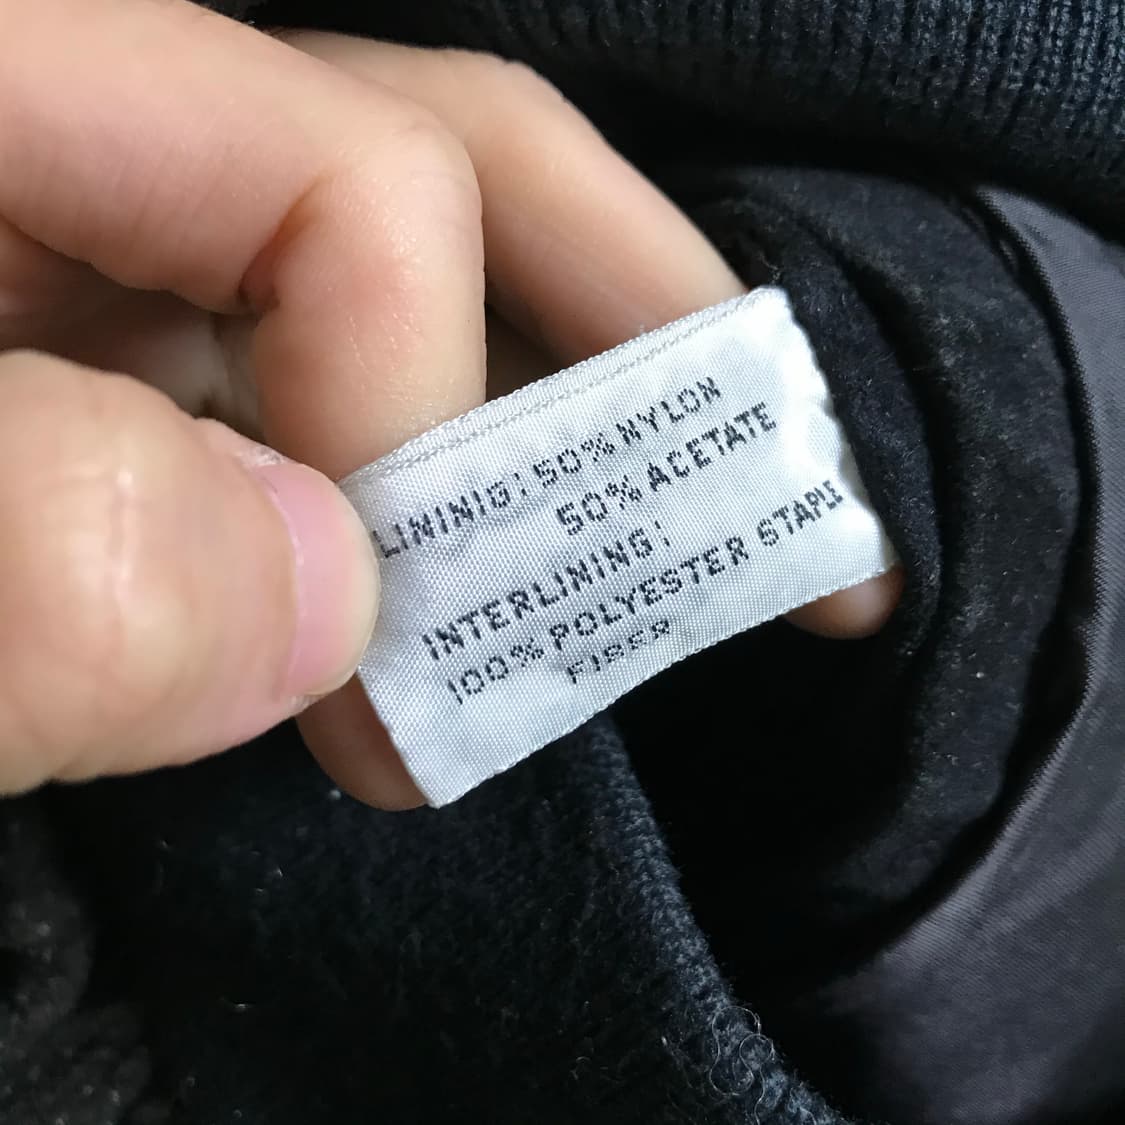 LINING: 50% NYLON
50% ACETATE
INTERLINING:
100% POLYESTER STAPLE
FIBER